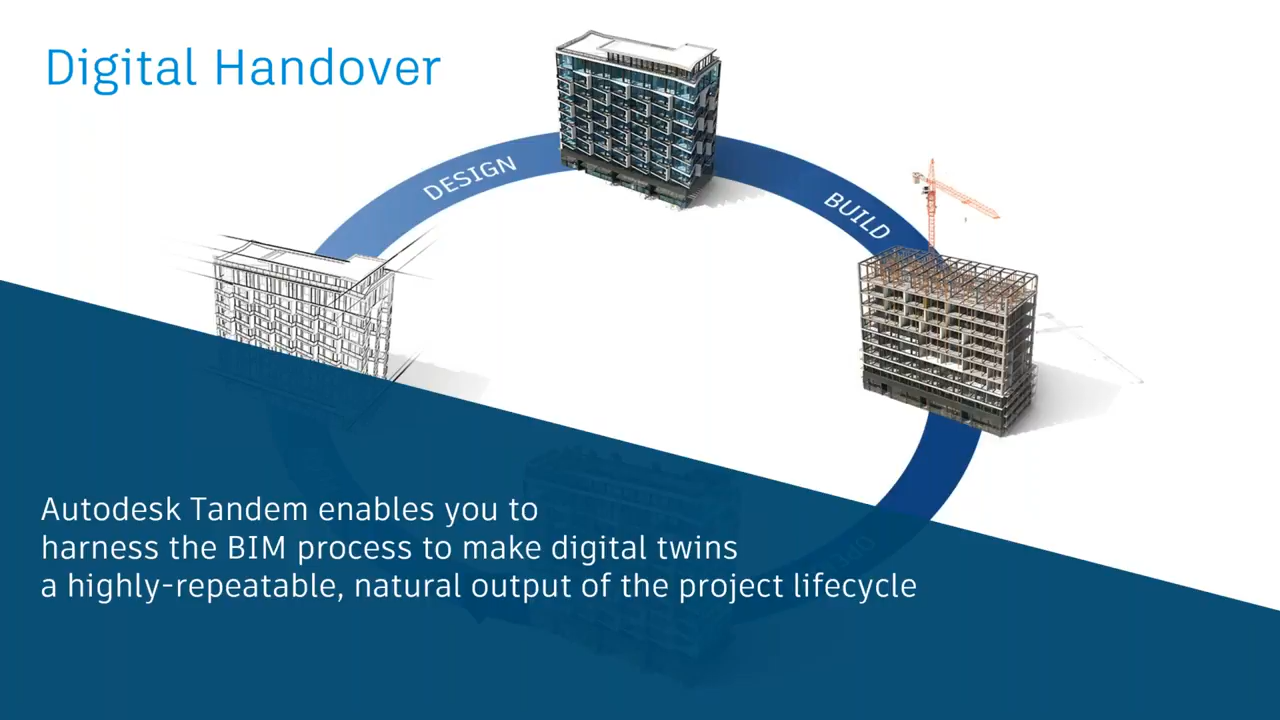 Digital Handover
DESIGN
BUILD
Autodesk Tandem enables you to
harness the BIM process to make digital twins
a highly-repeatable, natural output of the project lifecycle